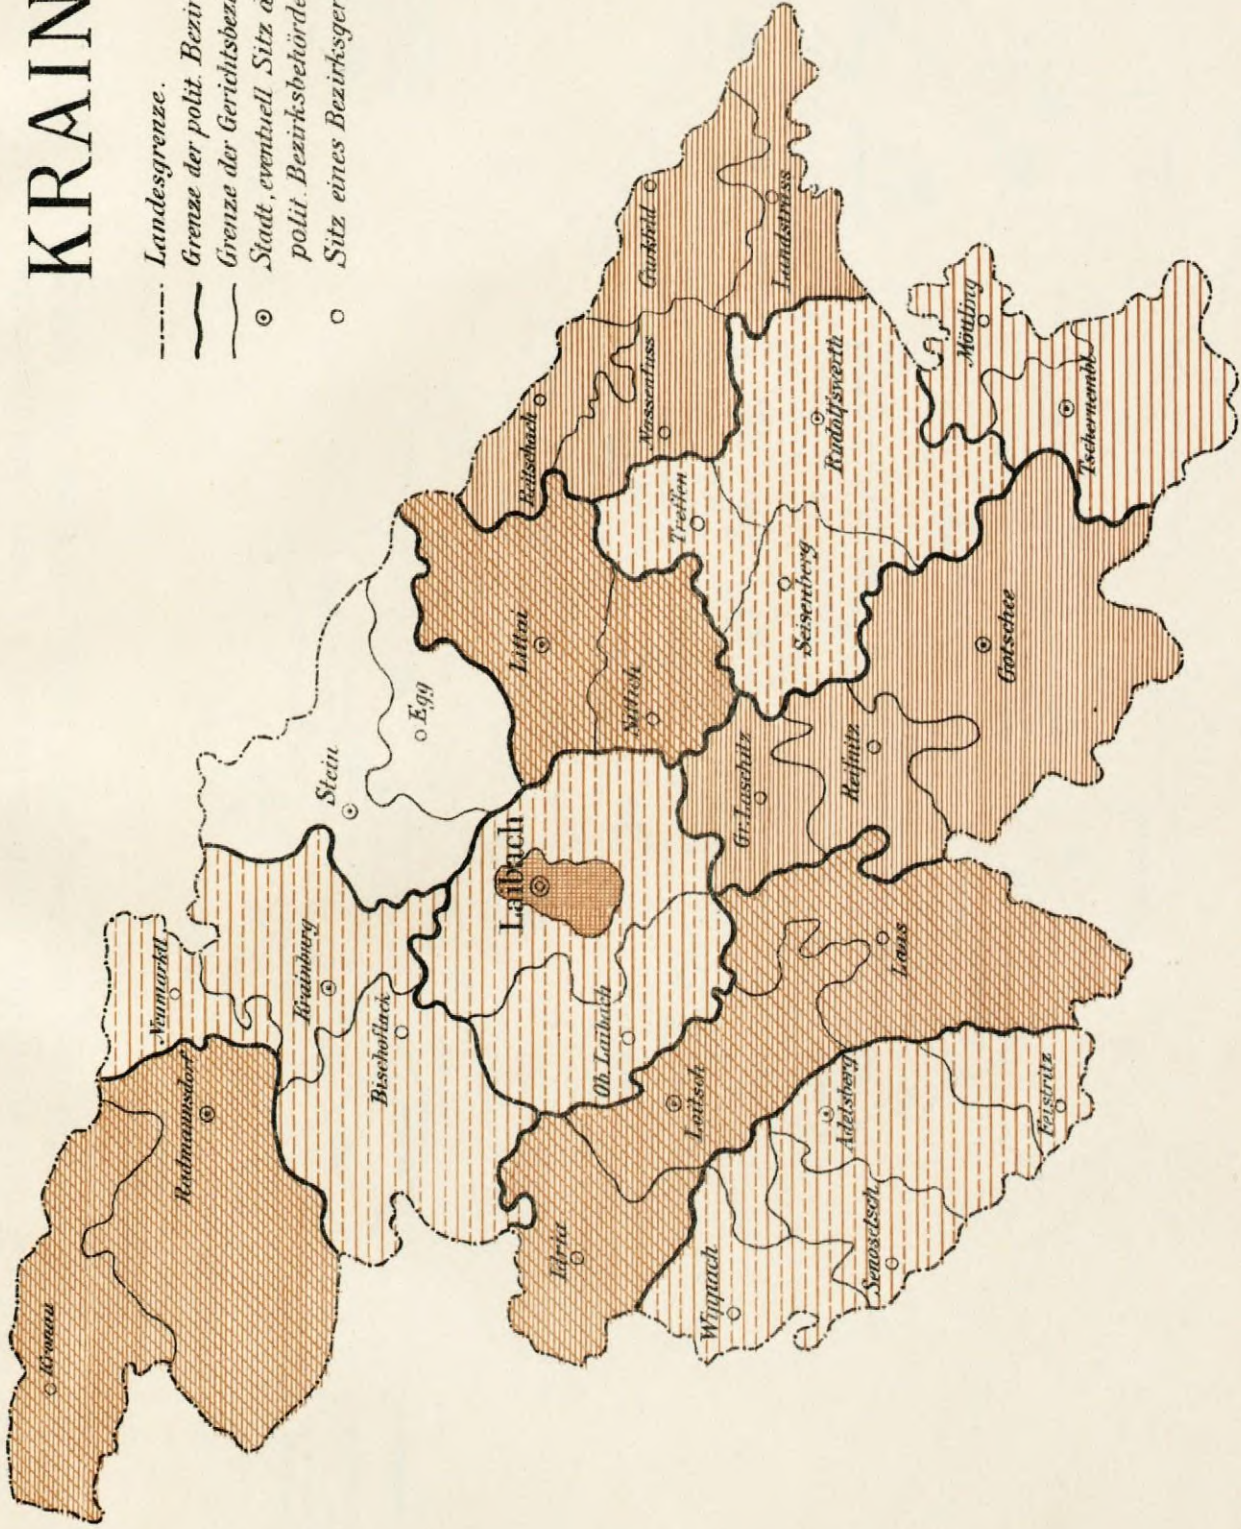 KRAIN
Landesgrenze.
Grenze der polit. Bezir
Grenze der Gerichtsbez
Stadt, eventuell Sitz
polit. Bezirksbehörde
Sitz eines Bezirksger
Kronau
Radmannsdorf
Neumarktl
Krainburg
Bischoflack
Stein
Egg
Laibach
Ob. Laibach
Idria
Loitsch
Laas
Wippach
Adelsberg
Senosetsch
Feistritz
Littai
Sittich
Gr. Laschitz
Reifnitz
Gotschee
Treffen
Seisenberg
Rudolfswerth
Ratschach
Nassenfuss
Gurkfeld
Landstrass
Möttling
Tschernembl